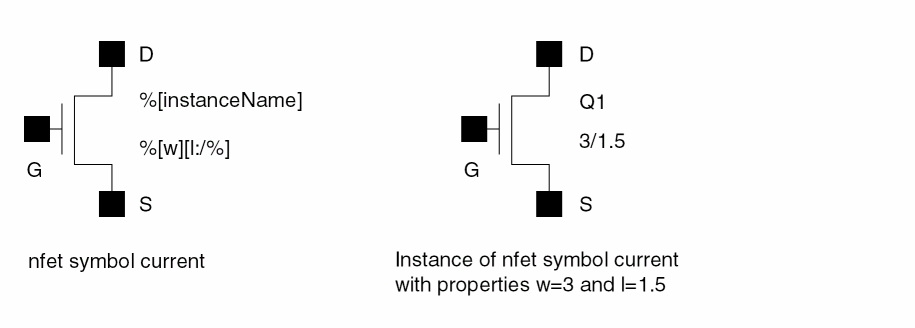 D
%[instanceName]
%[w][l:/%]
G
S
nfet symbol current
D
Q1
3/1.5
G
S
Instance of nfet symbol current
with properties w=3 and l=1.5